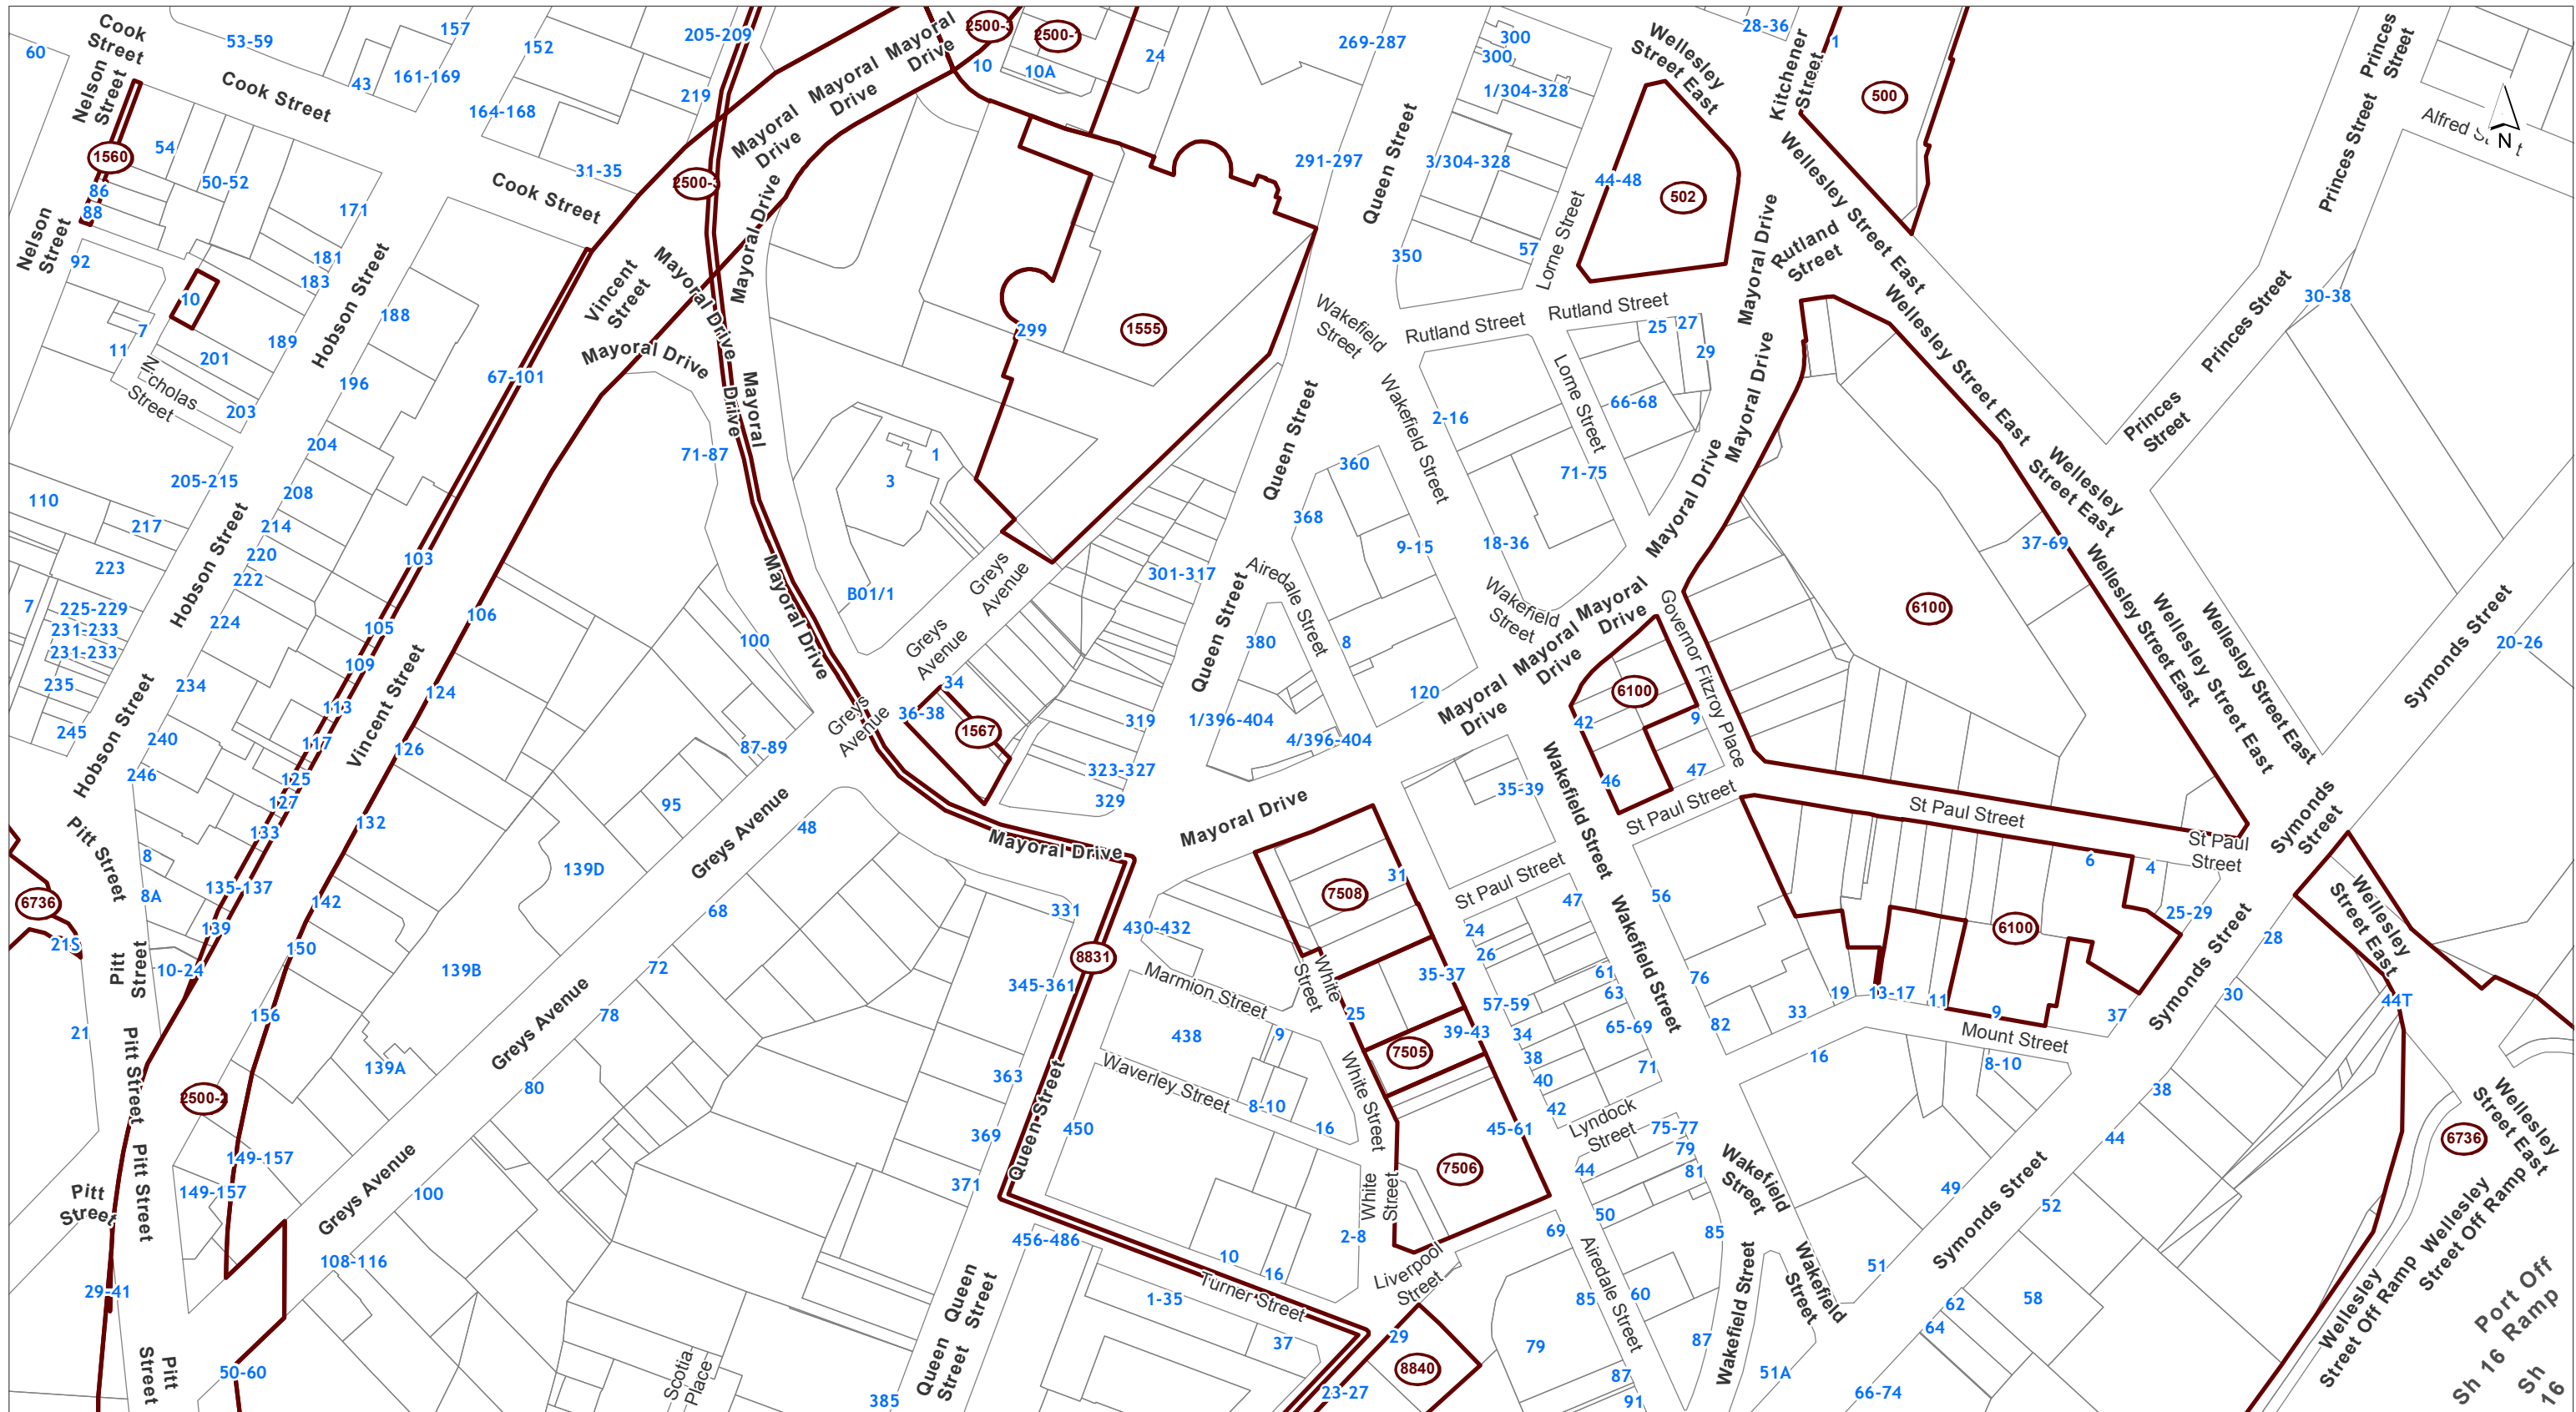 Cook
Street
Nelson
Street
60
53-59
157
152
205-209
43
161-169
164-168
219
Cook Street
Cook Street
31-35
1560
54
86
88
50-52
171
Nelson
Street
92
181
183
10
7
11
201
189
203
188
196
Hobson Street
204
205-215
208
110
217
214
220
222
223
224
7
225-229
231-233
231-233
235
245
234
240
246
Hobson Street
Hobson Street
67-101
Vincent
Street
Mayoral Drive
Mayoral
Drive
Mayoral Drive
Mayoral
Drive
Mayoral
Drive
Mayoral Drive
Mayoral Drive
2500-3
10
10A
24
299
1555
71-87
3
1
B01/1
100
87-89
95
Mayoral
Drive
Mayoral Drive
Greys
Avenue
Greys
Avenue
Greys
Avenue
34
36-38
1567
301-317
319
323-327
329
269-287
291-297
Queen Street
Queen Street
Queen Street
300
300
1/304-328
3/304-328
350
57
Lorne Street
Wellesley
Street East
44-48
502
28-36
Kitchener
Street
1
500
Wellesley Street East
Rutland
Street
Mayoral Drive
Mayoral Drive
Mayoral Drive
Rutland Street
Rutland Street
Wakefield
Street
Wakefield Street
Lorne Street
25
27
29
66-68
2-16
71-75
18-36
360
368
9-15
Airedale Street
380
8
1/396-404
4/396-404
120
Wakefield
Street
Mayoral
Drive
Mayoral
Drive
Mayoral
Drive
Princes
Street
Princes Street
Princes Street
Princes
Street
30-38
N
Wellesley Street East
Wellesley
Street East
37-69
Wellesley Street East
Wellesley Street East
Wellesley Street East
Symonds Street
20-26
6100
Governor Fitzroy Place
6100
42
9
46
47
St Paul Street
St Paul Street
St Paul
Street
Symonds
Street
103
105
106
109
113
117
125
127
133
135-137
139
124
126
132
142
150
156
Vincent Street
Pitt Street
8
8A
6736
21
10-24
Pitt
Street
Pitt Street
Pitt Street
2500-2
149-157
149-157
Pitt
Street
29-41
Pitt
Street
50-60
108-116
100
139A
139B
139D
Greys Avenue
Greys Avenue
Greys Avenue
48
68
72
78
80
Mayoral Drive
Mayoral Drive
331
8831
345-361
363
369
371
Queen Street
385
Queen
Street
Queen
Street
Scotia
Place
430-432
Marmion Street
438
9
Waverley Street
8-10
450
16
456-486
10
16
2-8
Turner Street
1-35
37
23-27
29
8840
Liverpool
Street
7508
31
White
Street
35-37
25
39-43
7505
White Street
White
Street
7506
45-61
35-39
St Paul Street
Wakefield Street
Wakefield Street
47
24
26
61
57-59
63
34
65-69
38
40
71
42
Lyndock
Street
75-77
79
81
44
50
85
69
Airedale Street
85
60
79
87
87
91
Wakefield Street
Wakefield
Street
Wakefield
Street
51A
56
76
82
33
19
13-17
11
9
6100
6
4
25-29
37
Mount Street
16
8-10
Symonds Street
28
30
38
44
49
51
52
58
62
64
66-74
Symonds Street
Wellesley
Street East
44T
6736
Wellesley
Street East
Wellesley
Street Off Ramp
Wellesley
Street Off Ramp
Port Off
Ramp
Sh 16
Sh
16